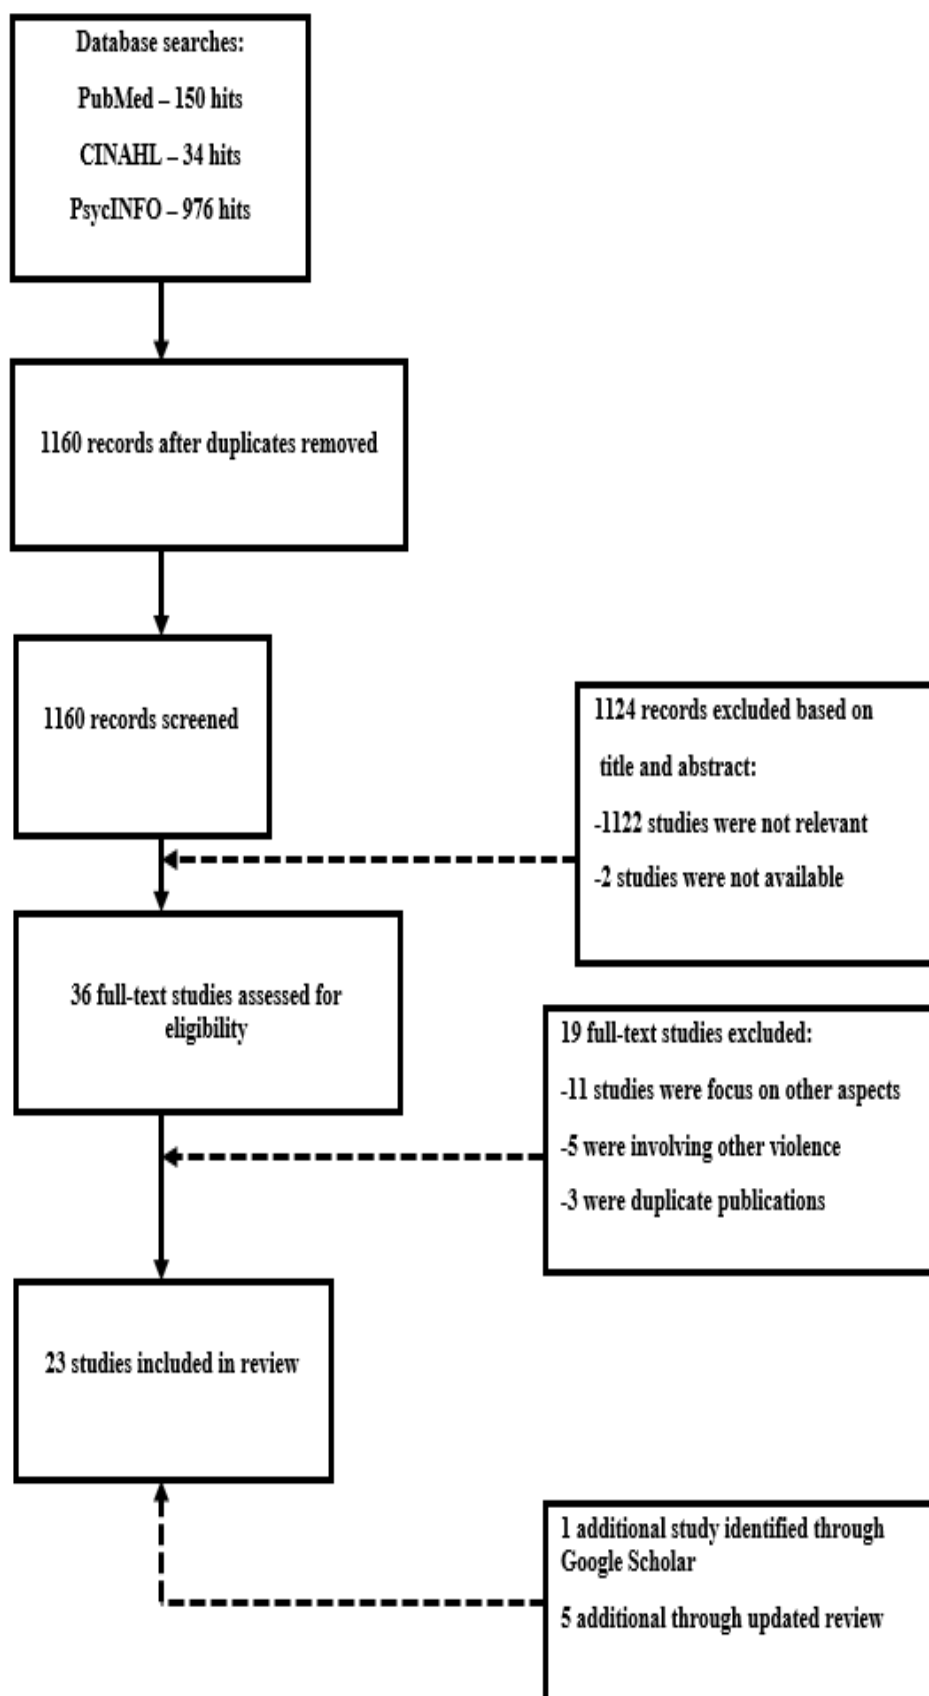 Database searches:
PubMed – 150 hits
CINAHL – 34 hits
PsycINFO – 976 hits
1160 records after duplicates removed
1160 records screened
1124 records excluded based on
title and abstract:
-1122 studies were not relevant
-2 studies were not available
36 full-text studies assessed for
eligibility
19 full-text studies excluded:
-11 studies were focus on other aspects
-5 were involving other violence
-3 were duplicate publications
23 studies included in review
1 additional study identified through
Google Scholar
5 additional through updated review